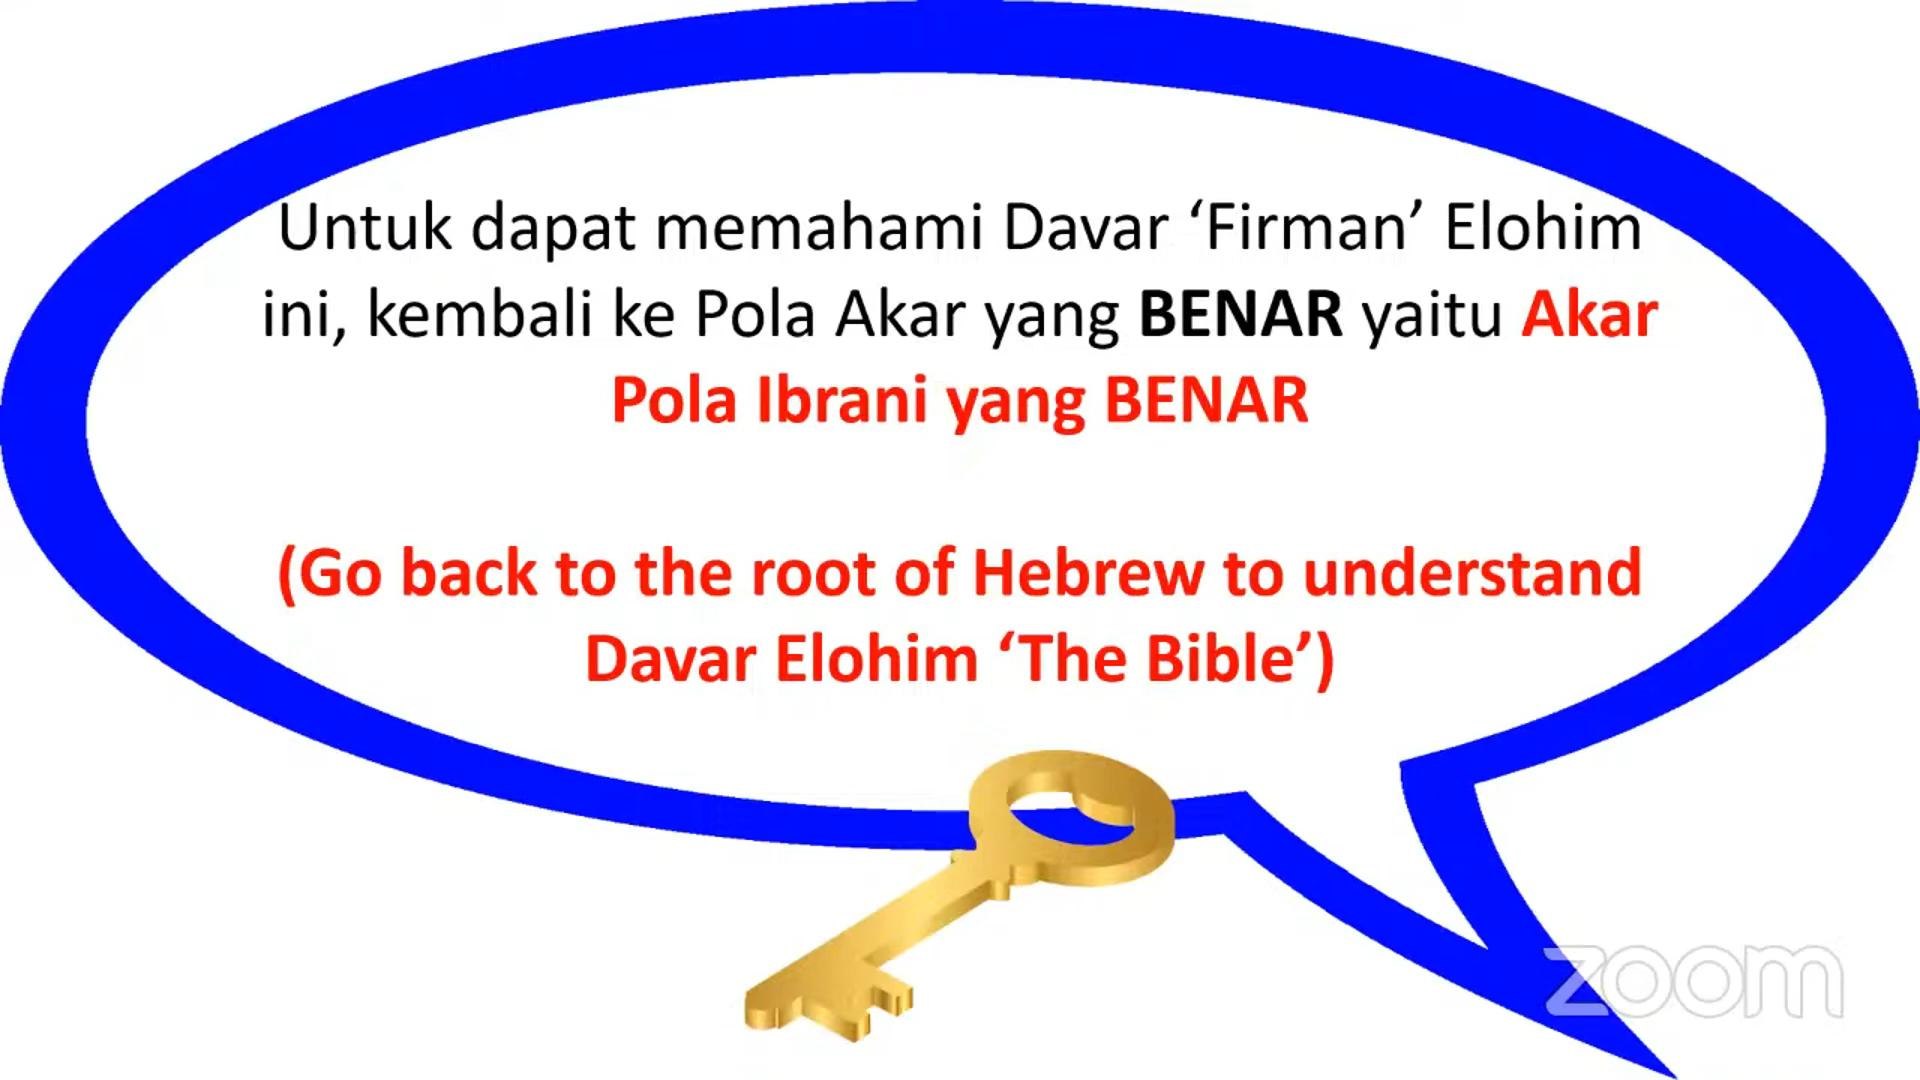 Untuk dapat memahami Davar ‘Firman’ Elohim
ini, kembali ke Pola Akar yang BENAR yaitu Akar
Pola Ibrani yang BENAR
(Go back to the root of Hebrew to understand
Davar Elohim ‘The Bible’)
zoom